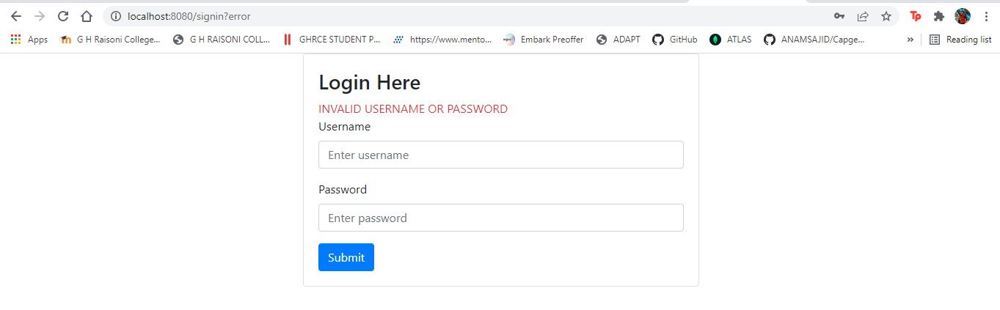 localhost:8080/signin?error
Tp
Apps G H Raisoni College... G H RAISONI COLL... GHRCE STUDENT P... https://www.mento... Embark Preoffer ADAPT GitHub ATLAS ANAMSAJID/Capge... » Reading list
Login Here
INVALID USERNAME OR PASSWORD
Username
Enter username
Password
Enter password
Submit